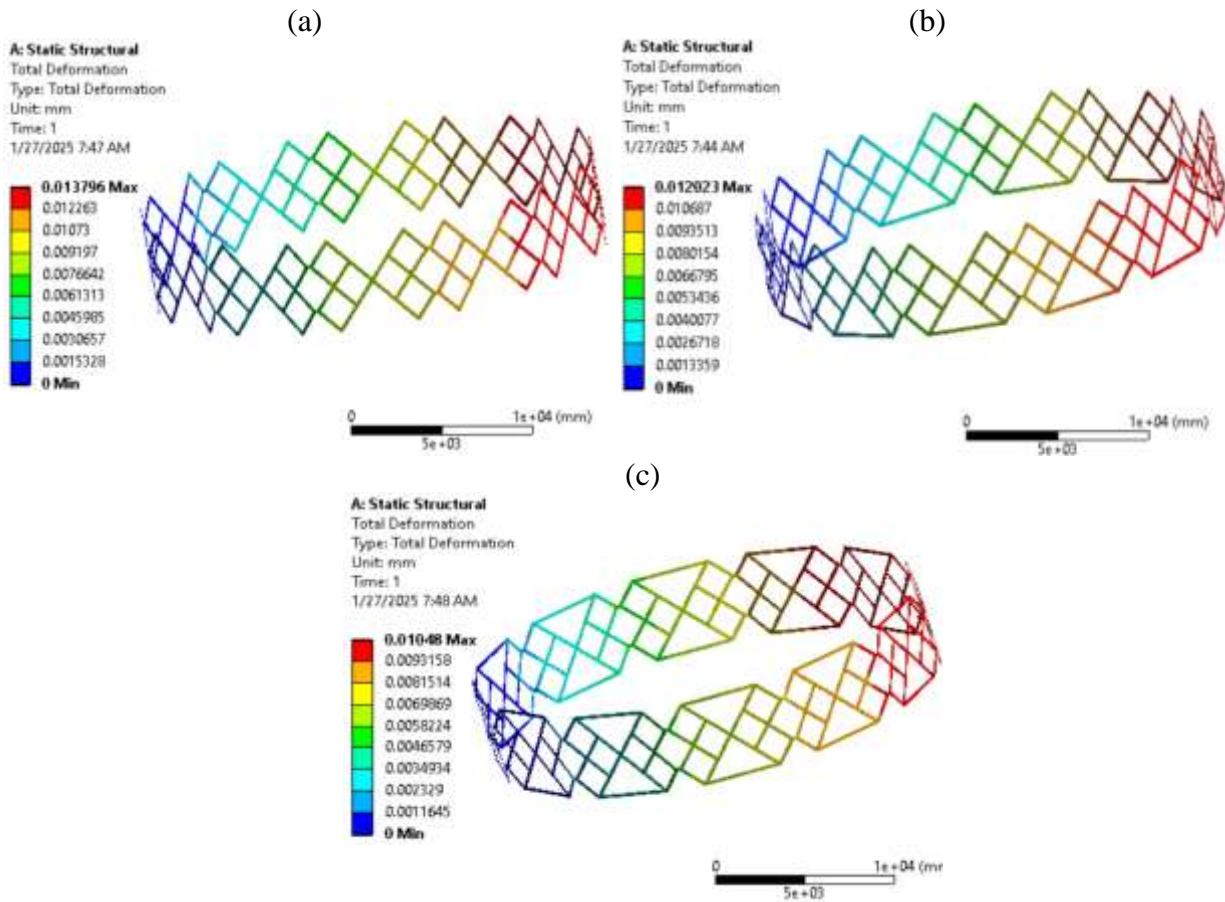 (a)
A: Static Structural
Total Deformation
Type: Total Deformation
Unit: mm
Time: 1
1/27/2025 7:47 AM
0.013796 Max
0.012263
0.01073
0.009197
0.0076642
0.0061313
0.0045985
0.0030657
0.0015328
0 Min
0
1e+04 (mm)
5e+03
(b)
A: Static Structural
Total Deformation
Type: Total Deformation
Unit: mm
Time: 1
1/27/2025 7:44 AM
0.012023 Max
0.010687
0.0093513
0.0080154
0.0066795
0.0053436
0.0040077
0.0026718
0.0013359
0 Min
0
1e+04 (mm)
5e+03
(c)
A: Static Structural
Total Deformation
Type: Total Deformation
Unit: mm
Time: 1
1/27/2025 7:48 AM
0.01048 Max
0.0093158
0.0081514
0.0069869
0.0058224
0.0046579
0.0034934
0.002329
0.0011645
0 Min
0
1e+04 (mr
5e+03